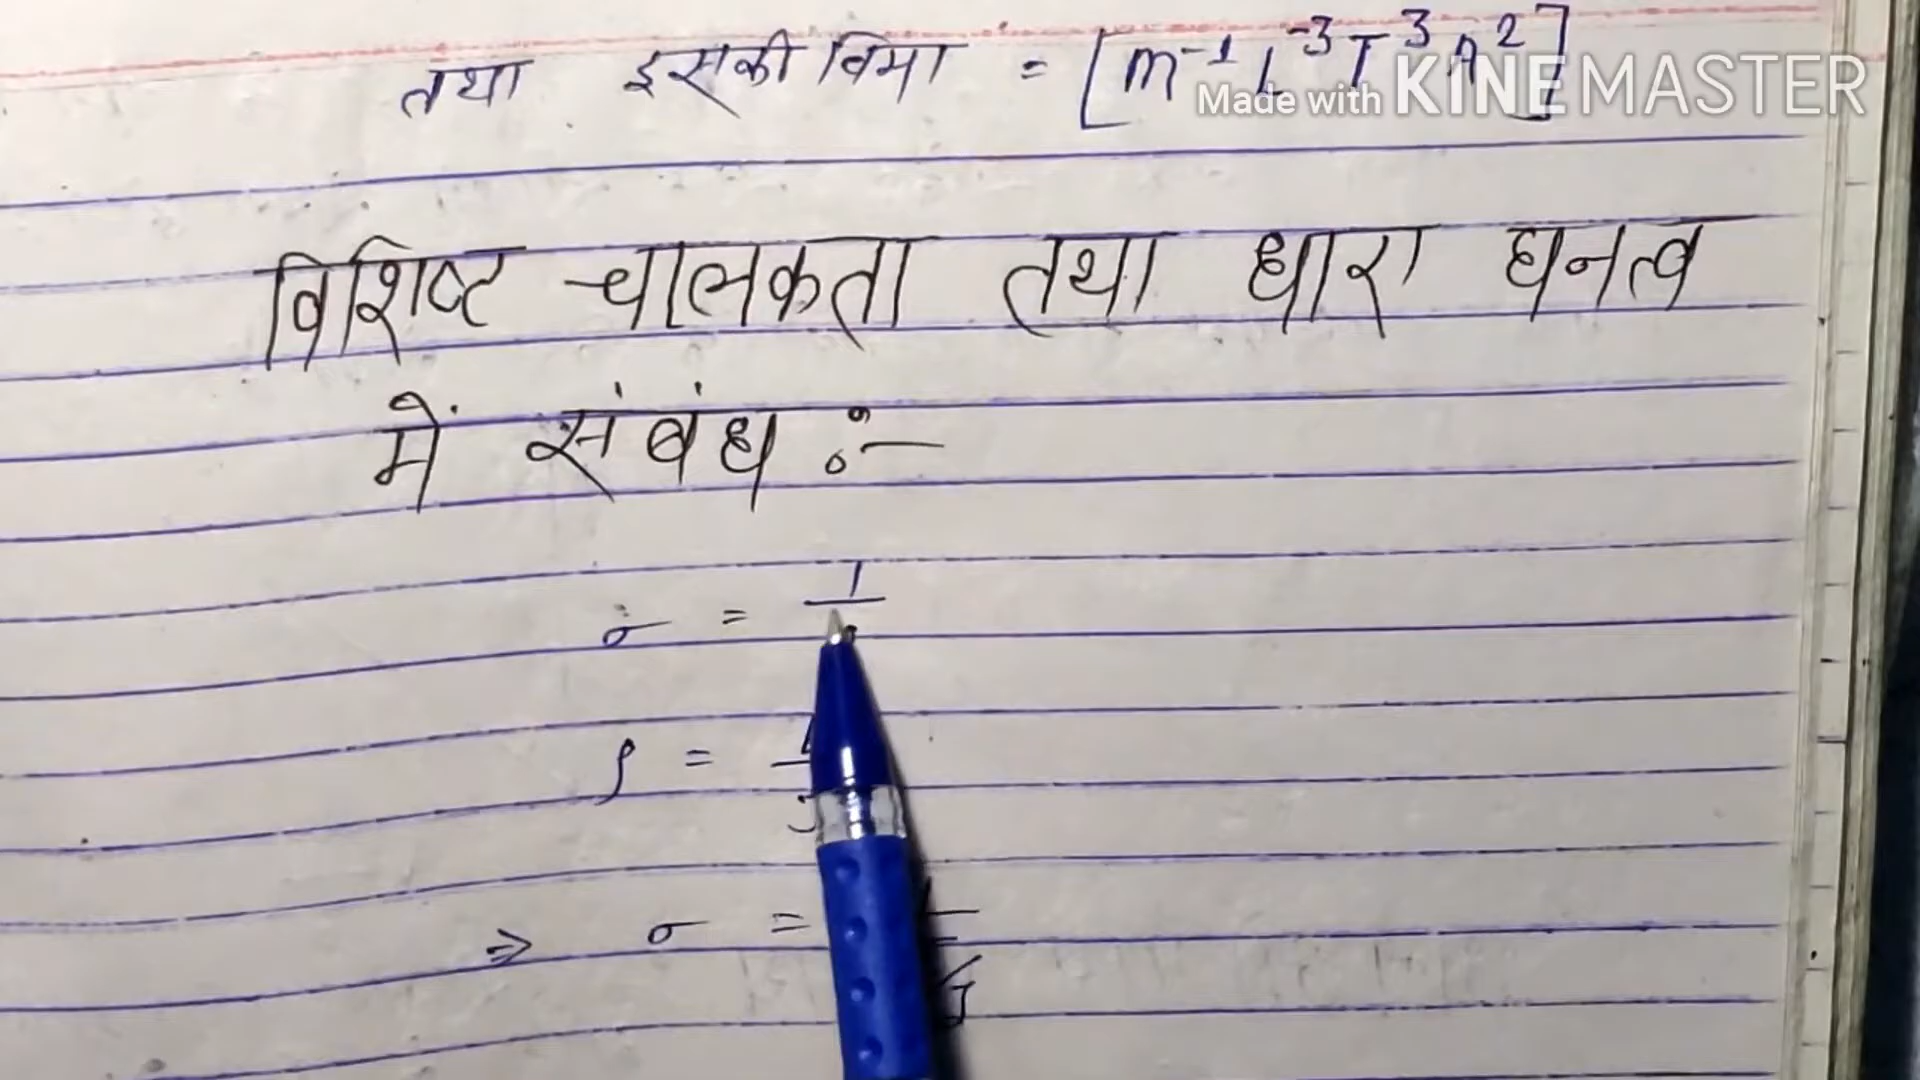 तथा इसकी विमा = [M⁻¹L⁻³T³A²]
Made with KINEMASTER
विशिष्ट चालकता तथा धारा घनत्व
में संबंध :-
σ = 1/
ρ =
⇒ σ =